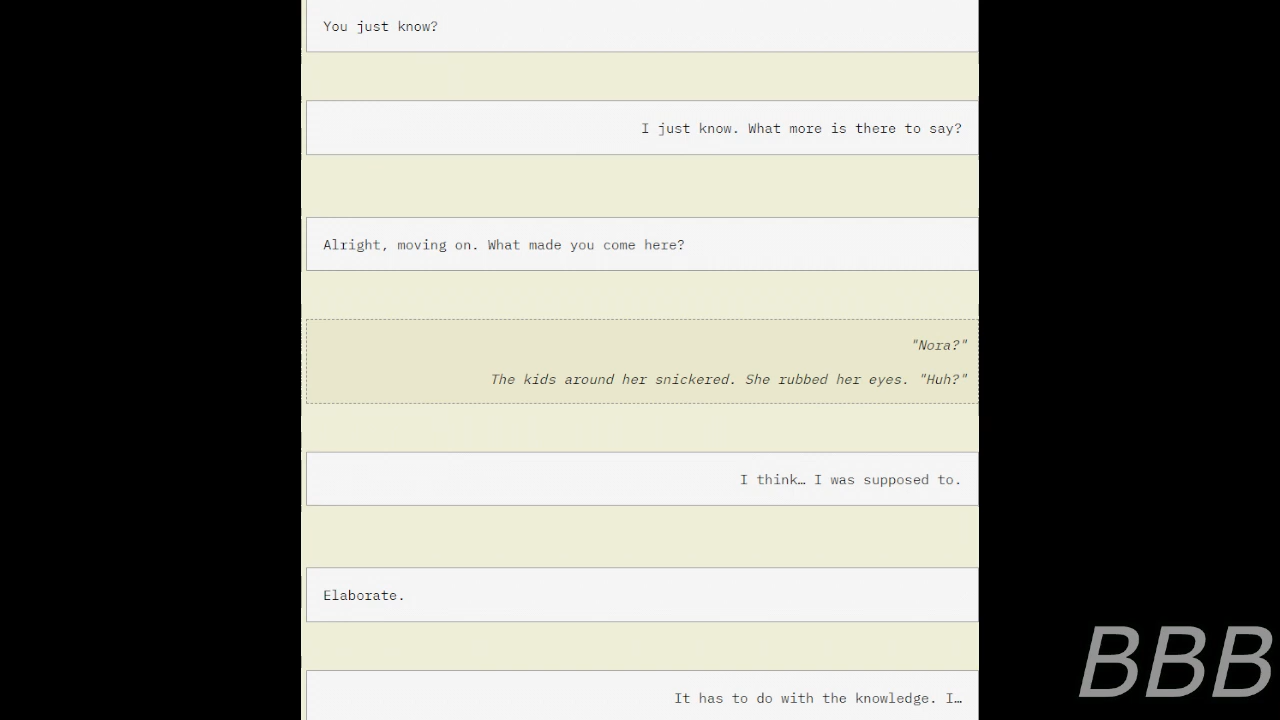 You just know?
I just know. What more is there to say?
Alright, moving on. What made you come here?
"Nora?"
The kids around her snickered. She rubbed her eyes. "Huh?"
I think… I was supposed to.
Elaborate.
It has to do with the knowledge. I…
BBB